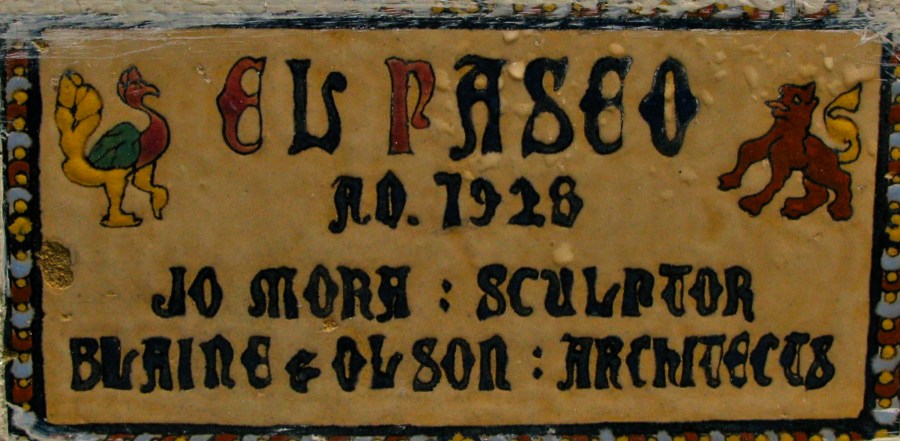 EL PASEO
A.D. 1928
JO MORA : SCULPTOR
BLAINE & OLSON : ARCHITECTS